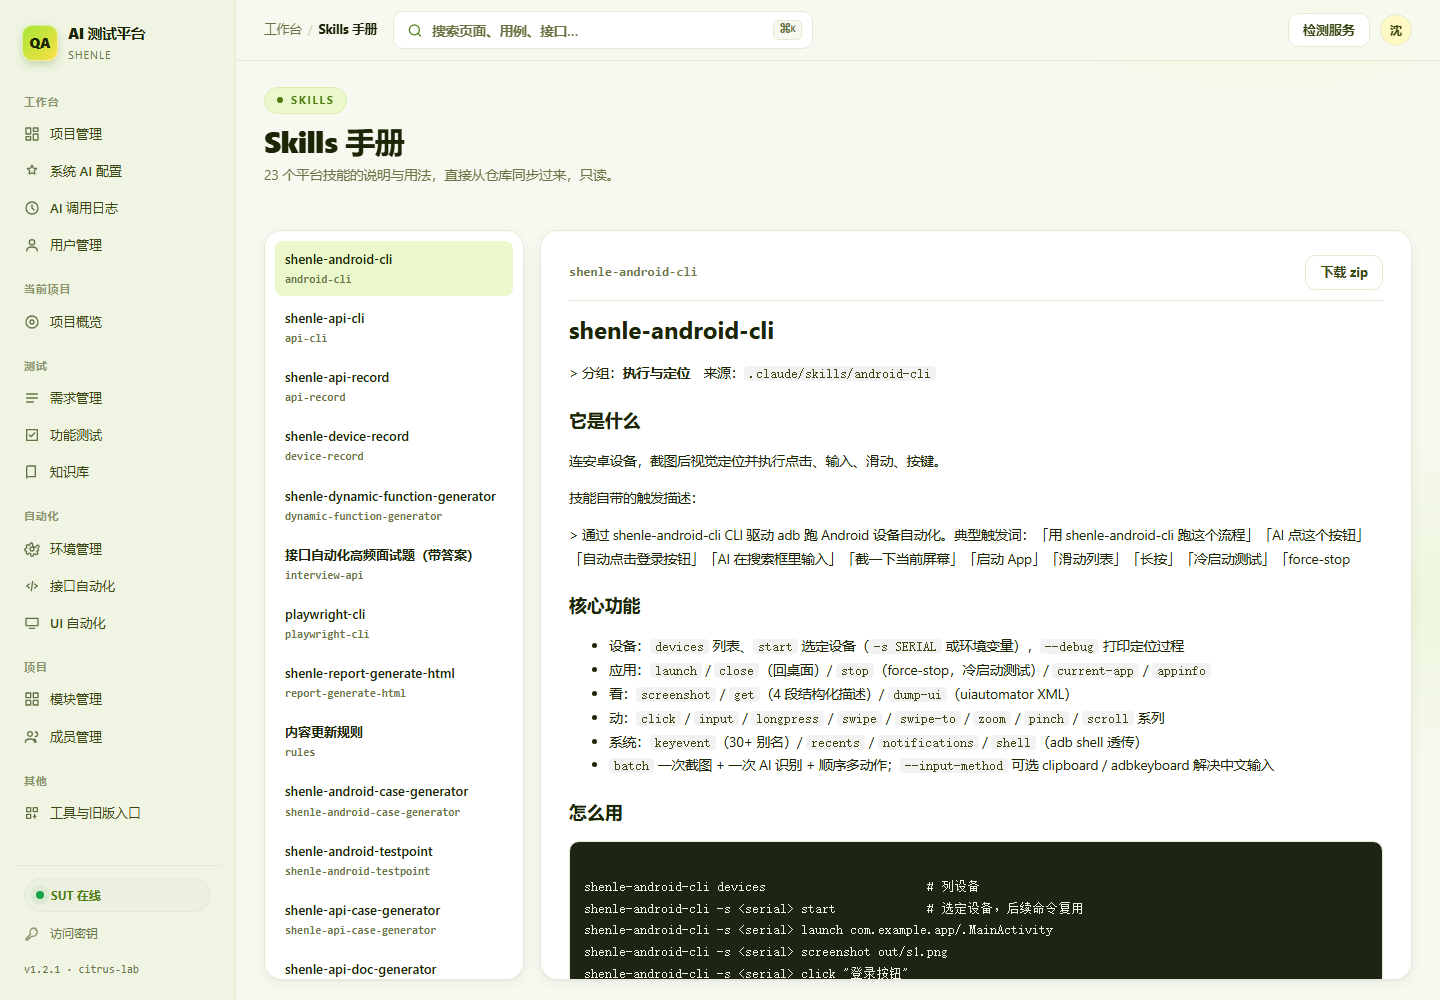 QA
AI 测试平台
SHENLE
工作台
项目管理
系统 AI 配置
AI 调用日志
用户管理
当前项目
项目概览
测试
需求管理
功能测试
知识库
自动化
环境管理
接口自动化
UI 自动化
项目
模块管理
成员管理
其他
工具与旧版入口
SUT 在线
访问密钥
v1.2.1 · citrus-lab
工作台 / Skills 手册
搜索页面、用例、接口...
⌘K
检测服务
沈
SKILLS
Skills 手册
23 个平台技能的说明与用法，直接从仓库同步过来，只读。
shenle-android-cli
android-cli
shenle-api-cli
api-cli
shenle-api-record
api-record
shenle-device-record
device-record
shenle-dynamic-function-generator
dynamic-function-generator
接口自动化高频面试题（带答案）
interview-api
playwright-cli
playwright-cli
shenle-report-generate-html
report-generate-html
内容更新规则
rules
shenle-android-case-generator
shenle-android-case-generator
shenle-android-testpoint
shenle-android-testpoint
shenle-api-case-generator
shenle-api-case-generator
shenle-api-doc-generator
shenle-android-cli
下载 zip
shenle-android-cli
> 分组：执行与定位　来源： .claude/skills/android-cli
它是什么
连安卓设备，截图后视觉定位并执行点击、输入、滑动、按键。
技能自带的触发描述：
> 通过 shenle-android-cli CLI 驱动 adb 跑 Android 设备自动化。典型触发词：「用 shenle-android-cli 跑这个流程」「AI 点这个按钮」
「自动点击登录按钮」「AI 在搜索框里输入」「截一下当前屏幕」「启动 App」「滑动列表」「长按」「冷启动测试」「force-stop
核心功能
• 设备： devices 列表、 start 选定设备（ -s SERIAL 或环境变量），--debug 打印定位过程
• 应用： launch / close （回桌面）/ stop （force-stop，冷启动测试）/ current-app / appinfo
• 看： screenshot / get （4 段结构化描述）/ dump-ui （uiautomator XML）
• 动： click / input / longpress / swipe / swipe-to / zoom / pinch / scroll 系列
• 系统： keyevent （30+ 别名）/ recents / notifications / shell （adb shell 透传）
• batch 一次截图 + 一次 AI 识别 + 顺序多动作； --input-method 可选 clipboard / adbkeyboard 解决中文输入
怎么用
shenle-android-cli devices # 列设备
shenle-android-cli -s <serial> start # 选定设备，后续命令复用
shenle-android-cli -s <serial> launch com.example.app/.MainActivity
shenle-android-cli -s <serial> screenshot out/s1.png
shenle-android-cli -s <serial> click "登录按钮"